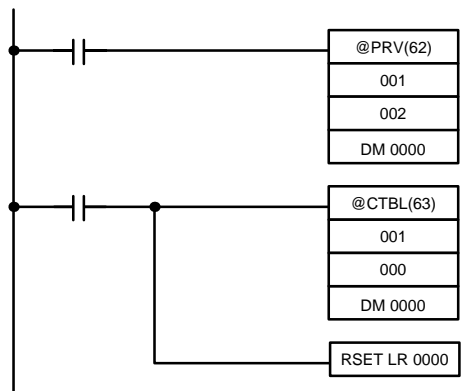 @PRV(62)
001
002
DM 0000
@CTBL(63)
001
000
DM 0000
RSET LR 0000